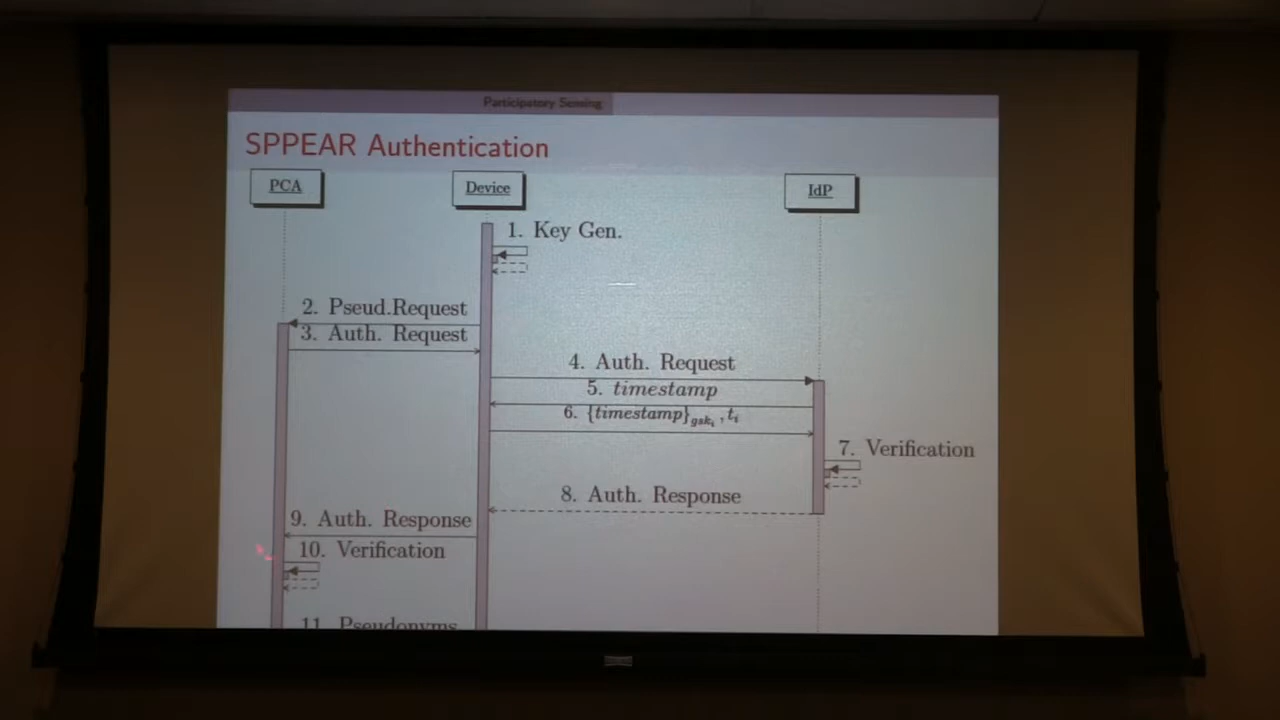 Participatory Sensing
SPPEAR Authentication
PCA
Device
IdP
1. Key Gen.
2. Pseud.Request
3. Auth. Request
4. Auth. Request
5. timestamp
6. {timestamp}gski, ti
7. Verification
8. Auth. Response
9. Auth. Response
10. Verification
11. Pseudonyms